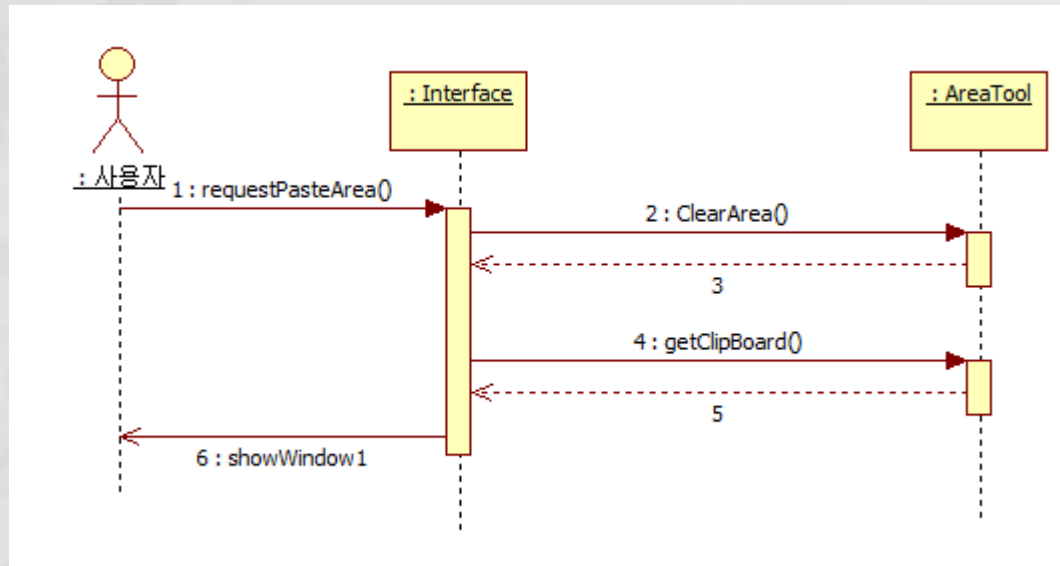 : Interface
: AreaTool
: 사용자
1 : requestPasteArea()
2 : ClearArea()
3
4 : getClipBoard()
5
6 : showWindow1